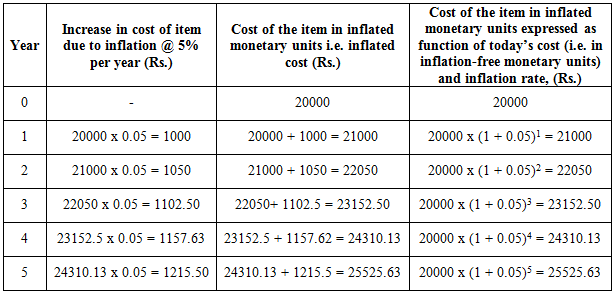 Year
Increase in cost of item
due to inflation @ 5%
per year (Rs.)
Cost of the item in inflated
monetary units i.e. inflated
cost (Rs.)
Cost of the item in inflated
monetary units expressed as
function of today's cost (i.e. in
inflation-free monetary units)
and inflation rate, (Rs.)
0
-
20000
20000
1
20000 x 0.05 = 1000
20000 + 1000 = 21000
20000 x (1 + 0.05)¹ = 21000
2
21000 x 0.05 = 1050
21000 + 1050 = 22050
20000 x (1 + 0.05)² = 22050
3
22050 x 0.05 = 1102.50
22050+ 1102.5 = 23152.50
20000 x (1 + 0.05)³ = 23152.50
4
23152.5 x 0.05 = 1157.63
23152.5 + 1157.62 = 24310.13
20000 x (1 + 0.05)⁴ = 24310.13
5
24310.13 x 0.05 = 1215.50
24310.13 + 1215.5 = 25525.63
20000 x (1 + 0.05)⁵ = 25525.63